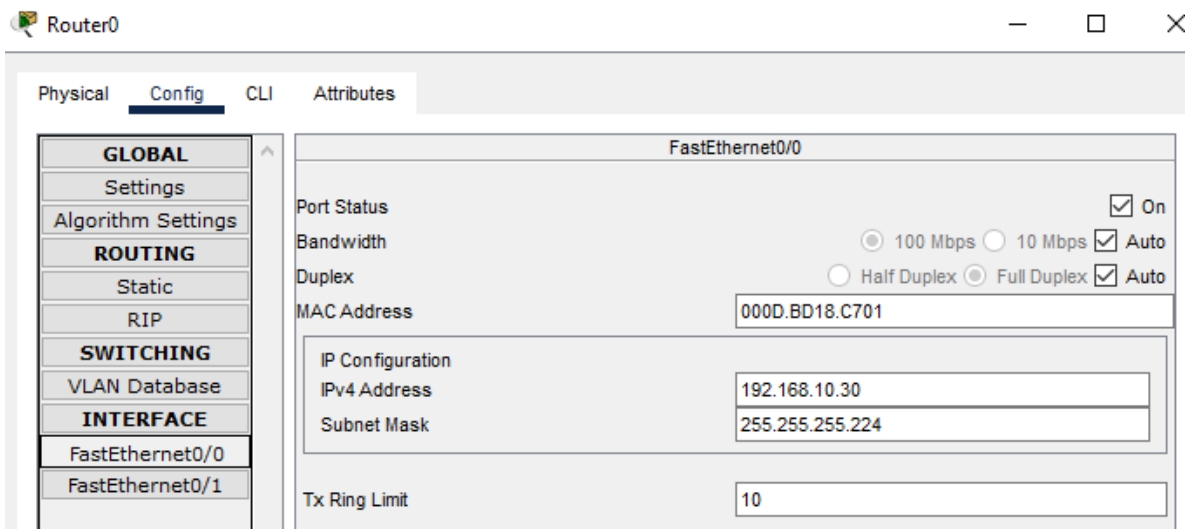 Router0
Physical Config CLI Attributes
GLOBAL
Settings
Algorithm Settings
ROUTING
Static
RIP
SWITCHING
VLAN Database
INTERFACE
FastEthernet0/0
FastEthernet0/1
FastEthernet0/0
Port Status On
Bandwidth 100 Mbps 10 Mbps Auto
Duplex Half Duplex Full Duplex Auto
MAC Address 000D.BD18.C701
IP Configuration
IPv4 Address 192.168.10.30
Subnet Mask 255.255.255.224
Tx Ring Limit 10